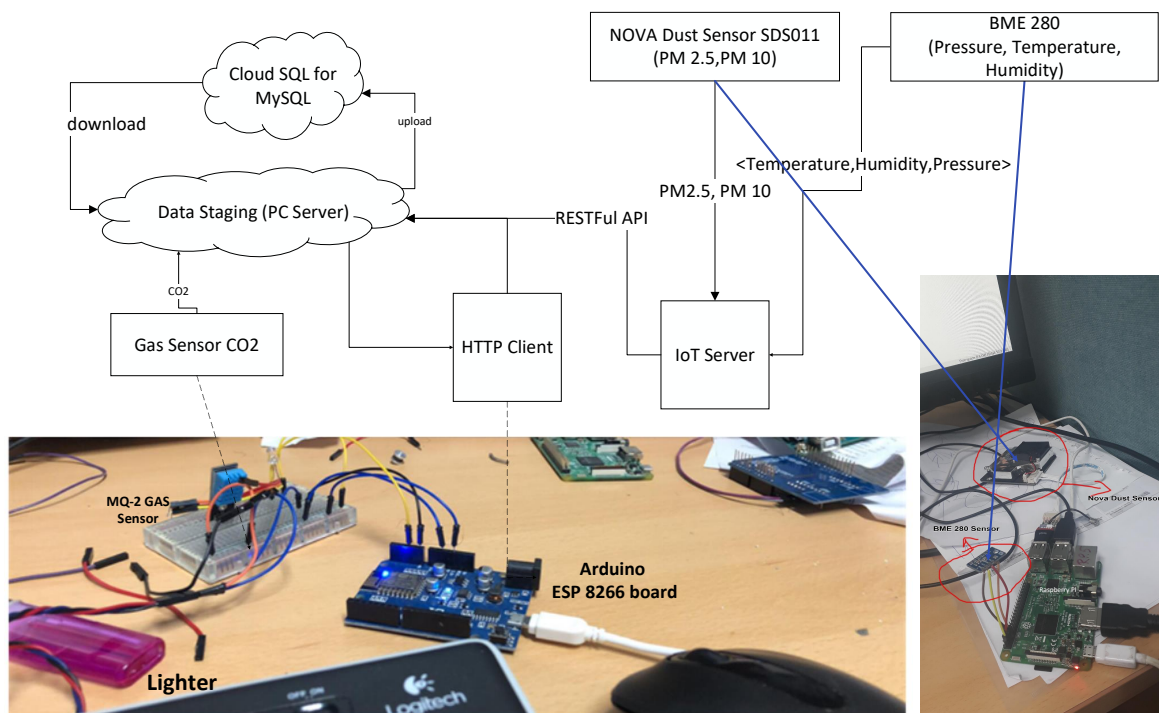 NOVA Dust Sensor SDS011
(PM 2.5,PM 10)
BME 280
(Pressure, Temperature,
Humidity)
Cloud SQL for
MySQL
download
upload
<Temperature,Humidity,Pressure>
PM2.5, PM 10
Data Staging (PC Server)
RESTFul API
CO2
Gas Sensor CO2
HTTP Client
IoT Server
MQ-2 GAS
Sensor
Arduino
ESP 8266 board
Lighter
OFF ON
Logitech
Nova Dust Sensor
BME 280 Sensor
Raspberry PI